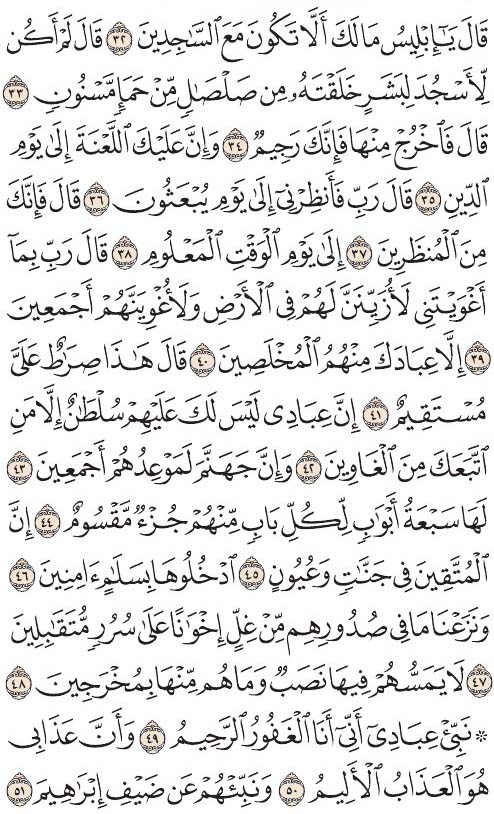 قَالَ يَٰٓإِبۡلِيسُ مَا لَكَ أَلَّا تَكُونَ مَعَ ٱلسَّٰجِدِينَ ٣٢ قَالَ لَمۡ أَكُن
لِّأَسۡجُدَ لِبَشَرٍ خَلَقۡتَهُۥ مِن صَلۡصَٰلٖ مِّنۡ حَمَإٖ مَّسۡنُونٖ ٣٣
قَالَ فَٱخۡرُجۡ مِنۡهَا فَإِنَّكَ رَجِيمٞ ٣٤ وَإِنَّ عَلَيۡكَ ٱللَّعۡنَةَ إِلَىٰ يَوۡمِ
ٱلدِّينِ ٣٥ قَالَ رَبِّ فَأَنظِرۡنِيٓ إِلَىٰ يَوۡمِ يُبۡعَثُونَ ٣٦ قَالَ فَإِنَّكَ
مِنَ ٱلۡمُنظَرِينَ ٣٧ إِلَىٰ يَوۡمِ ٱلۡوَقۡتِ ٱلۡمَعۡلُومِ ٣٨ قَالَ رَبِّ بِمَآ
أَغۡوَيۡتَنِي لَأُزَيِّنَنَّ لَهُمۡ فِي ٱلۡأَرۡضِ وَلَأُغۡوِيَنَّهُمۡ أَجۡمَعِينَ
٣٩ إِلَّا عِبَادَكَ مِنۡهُمُ ٱلۡمُخۡلَصِينَ ٤٠ قَالَ هَٰذَا صِرَٰطٌ عَلَيَّ
مُسۡتَقِيمٌ ٤١ إِنَّ عِبَادِي لَيۡسَ لَكَ عَلَيۡهِمۡ سُلۡطَٰنٌ إِلَّا مَنِ
ٱتَّبَعَكَ مِنَ ٱلۡغَاوِينَ ٤٢ وَإِنَّ جَهَنَّمَ لَمَوۡعِدُهُمۡ أَجۡمَعِينَ ٤٣
لَهَا سَبۡعَةُ أَبۡوَٰبٖ لِّكُلِّ بَابٖ مِّنۡهُمۡ جُزۡءٞ مَّقۡسُومٌ ٤٤ إِنَّ
ٱلۡمُتَّقِينَ فِي جَنَّٰتٖ وَعُيُونٍ ٤٥ ٱدۡخُلُوهَا بِسَلَٰمٍ ءَامِنِينَ ٤٦
وَنَزَعۡنَا مَا فِي صُدُورِهِم مِّنۡ غِلٍّ إِخۡوَٰنًا عَلَىٰ سُرُرٖ مُّتَقَٰبِلِينَ
٤٧ لَا يَمَسُّهُمۡ فِيهَا نَصَبٞ وَمَا هُم مِّنۡهَا بِمُخۡرَجِينَ ٤٨
۞ نَبِّئۡ عِبَادِيٓ أَنِّيٓ أَنَا ٱلۡغَفُورُ ٱلرَّحِيمُ ٤٩ وَأَنَّ عَذَابِي
هُوَ ٱلۡعَذَابُ ٱلۡأَلِيمُ ٥٠ وَنَبِّئۡهُمۡ عَن ضَيۡفِ إِبۡرَٰهِيمَ ٥١